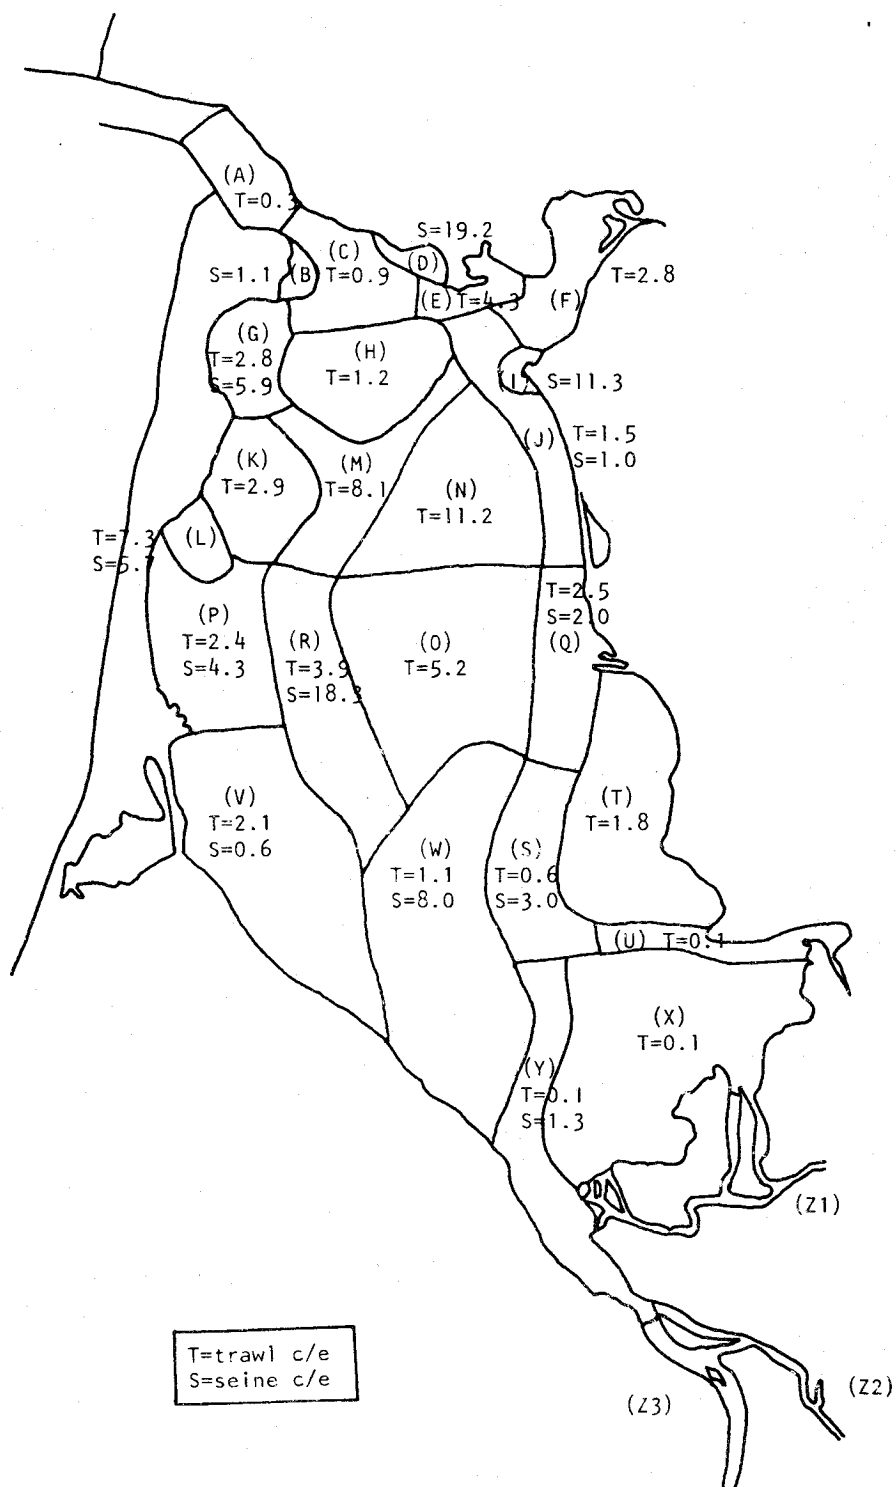 (A)
T=0.3
S=19.2
(C)
(D)
S=1.1
(B)
T=0.9
T=2.8
(E) T=4.3
(F)
(G)
T=2.8
S=5.9
(H)
T=1.2
(I) S=11.3
(J)
T=1.5
S=1.0
(K)
T=2.9
(M)
T=8.1
(N)
T=11.2
T=7.3
S=5.7
(L)
(P)
T=2.4
S=4.3
(R)
T=3.9
S=18.3
(O)
T=5.2
T=2.5
S=2.0
(Q)
(V)
T=2.1
S=0.6
(W)
T=1.1
S=8.0
(S)
T=0.6
S=3.0
(T)
T=1.8
(U) T=0.1
(X)
T=0.1
(Y)
T=0.1
S=1.3
(Z1)
T=trawl c/e
S=seine c/e
(Z2)
(Z3)